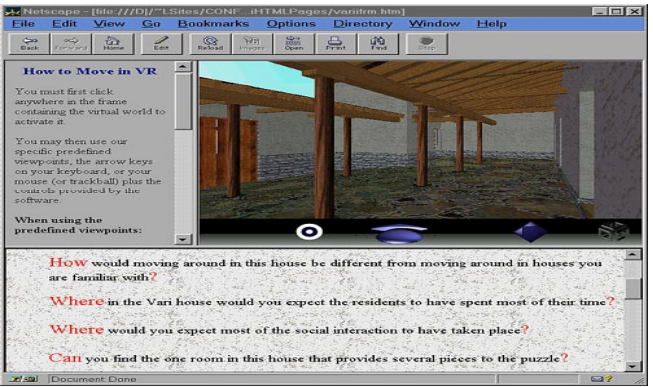 Netscape - [file:///D|/~LSites/CONF...iHTMLPages/variifrm.htm]
File Edit View Go Bookmarks Options Directory Window Help
Back Forward Home Edit Reload Images Open Print Find Stop
How to Move in VR
You must first click
anywhere in the frame
containing the virtual world to
activate it.
You may then use our
specific predefined
viewpoints, the arrow keys
on your keyboard, or your
mouse (or trackball) plus the
controls provided by the
software.
When using the
predefined viewpoints:
How would moving around in this house be different from moving around in houses you
are familiar with?
Where in the Vari house would you expect the residents to have spent most of their time?
Where would you expect most of the social interaction to have taken place?
Can you find the one room in this house that provides several pieces to the puzzle?
Document: Done